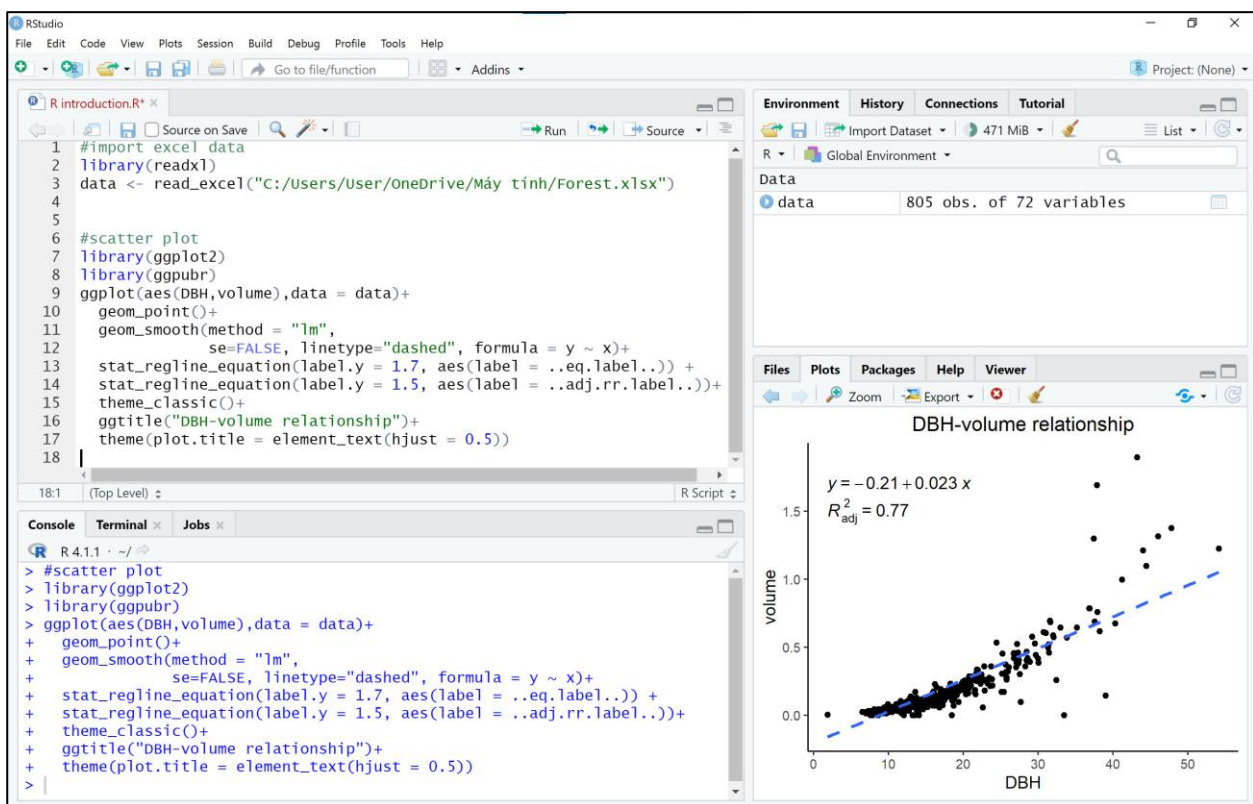 RStudio
File Edit Code View Plots Session Build Debug Profile Tools Help
Go to file/function Addins Project: (None)
R introduction.R*
Source on Save Run Source
1 #import excel data
2 library(readxl)
3 data <- read_excel("C:/Users/User/OneDrive/Máy tính/Forest.xlsx")
4
5
6 #scatter plot
7 library(ggplot2)
8 library(ggpubr)
9 ggplot(aes(DBH,volume),data = data)+
10 geom_point()+
11 geom_smooth(method = "lm",
12 se=FALSE, linetype="dashed", formula = y ~ x)+
13 stat_regline_equation(label.y = 1.7, aes(label = ..eq.label..)) +
14 stat_regline_equation(label.y = 1.5, aes(label = ..adj.rr.label..))+
15 theme_classic()+
16 ggtitle("DBH-volume relationship")+
17 theme(plot.title = element_text(hjust = 0.5))
18
18:1 (Top Level) R Script
Console Terminal Jobs
R 4.1.1 · ~/
> #scatter plot
> library(ggplot2)
> library(ggpubr)
> ggplot(aes(DBH,volume),data = data)+
+ geom_point()+
+ geom_smooth(method = "lm",
+ se=FALSE, linetype="dashed", formula = y ~ x)+
+ stat_regline_equation(label.y = 1.7, aes(label = ..eq.label..)) +
+ stat_regline_equation(label.y = 1.5, aes(label = ..adj.rr.label..))+
+ theme_classic()+
+ ggtitle("DBH-volume relationship")+
+ theme(plot.title = element_text(hjust = 0.5))
>
Environment History Connections Tutorial
Import Dataset 471 MiB List
R Global Environment
Data
data 805 obs. of 72 variables
Files Plots Packages Help Viewer
Zoom Export
DBH-volume relationship
y = −0.21 + 0.023 x
R²adj = 0.77
1.5
1.0
0.5
0.0
volume
0 10 20 30 40 50
DBH